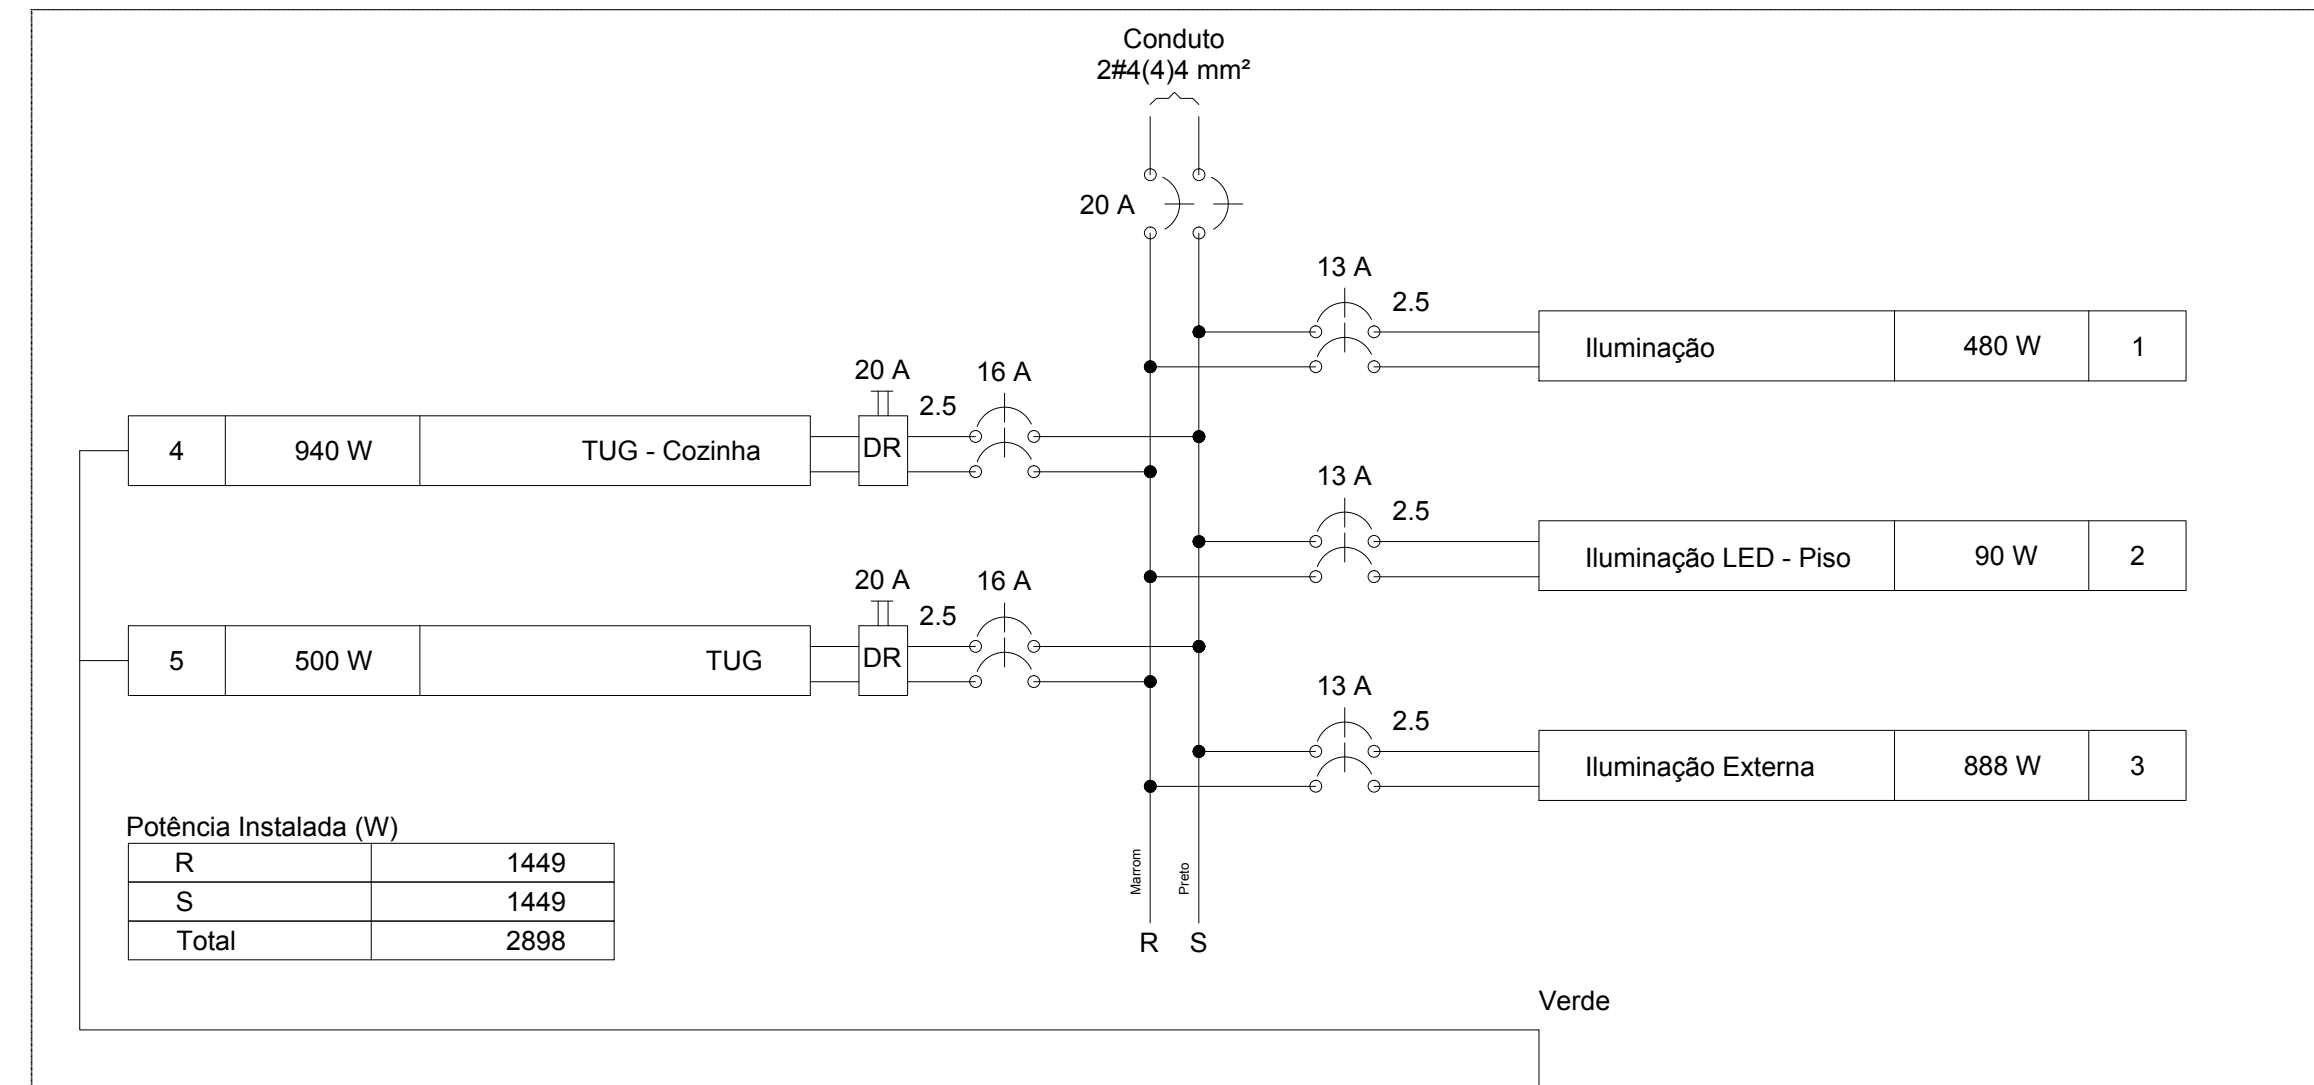 Conduto
2#4(4)4 mm²
20 A
13 A
2.5
Iluminação 480 W 1
20 A 16 A
2.5
4 940 W TUG - Cozinha DR
13 A
2.5
Iluminação LED - Piso 90 W 2
20 A 16 A
2.5
5 500 W TUG DR
13 A
2.5
Iluminação Externa 888 W 3
Potência Instalada (W)
R 1449
S 1449
Total 2898
Marrom
Preto
R S
Verde